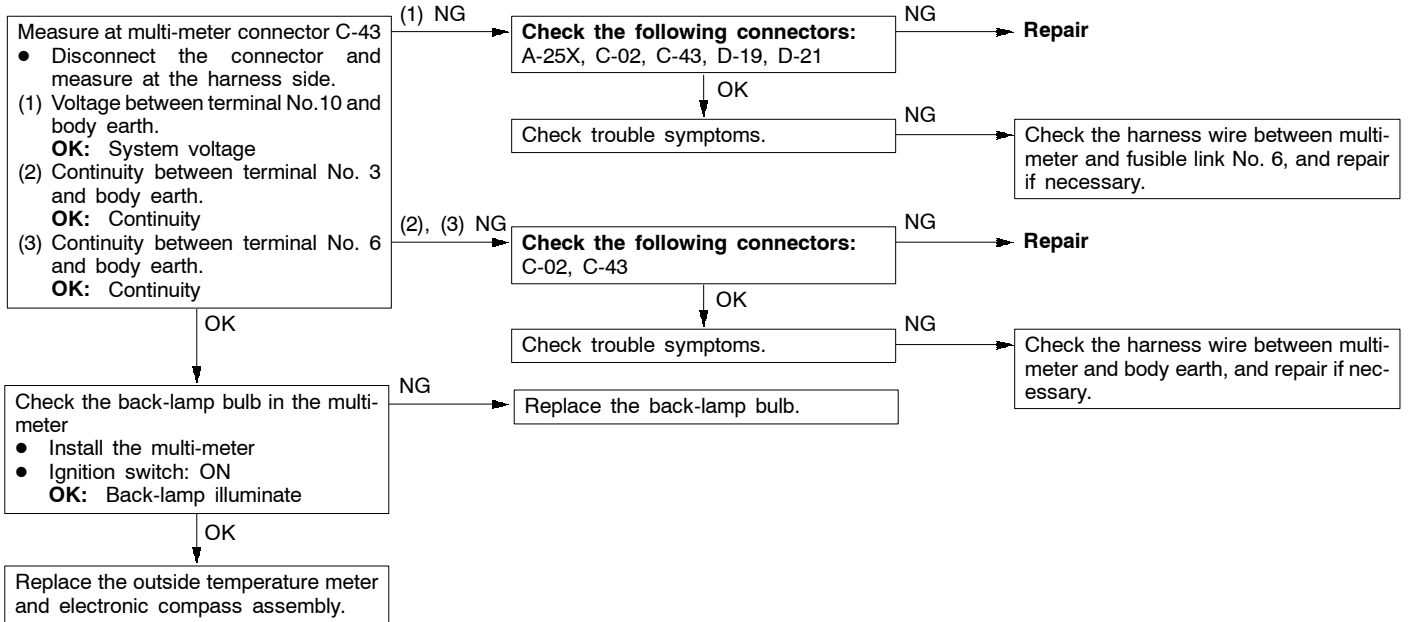 Measure at multi-meter connector C-43
● Disconnect the connector and
measure at the harness side.
(1) Voltage between terminal No.10 and
body earth.
OK: System voltage
(2) Continuity between terminal No. 3
and body earth.
OK: Continuity
(3) Continuity between terminal No. 6
and body earth.
OK: Continuity
(1) NG
Check the following connectors:
A-25X, C-02, C-43, D-19, D-21
NG
Repair
OK
Check trouble symptoms.
NG
Check the harness wire between multi-
meter and fusible link No. 6, and repair
if necessary.
(2), (3) NG
Check the following connectors:
C-02, C-43
NG
Repair
OK
Check trouble symptoms.
NG
Check the harness wire between multi-
meter and body earth, and repair if nec-
essary.
OK
Check the back-lamp bulb in the multi-
meter
● Install the multi-meter
● Ignition switch: ON
OK: Back-lamp illuminate
NG
Replace the back-lamp bulb.
OK
Replace the outside temperature meter
and electronic compass assembly.